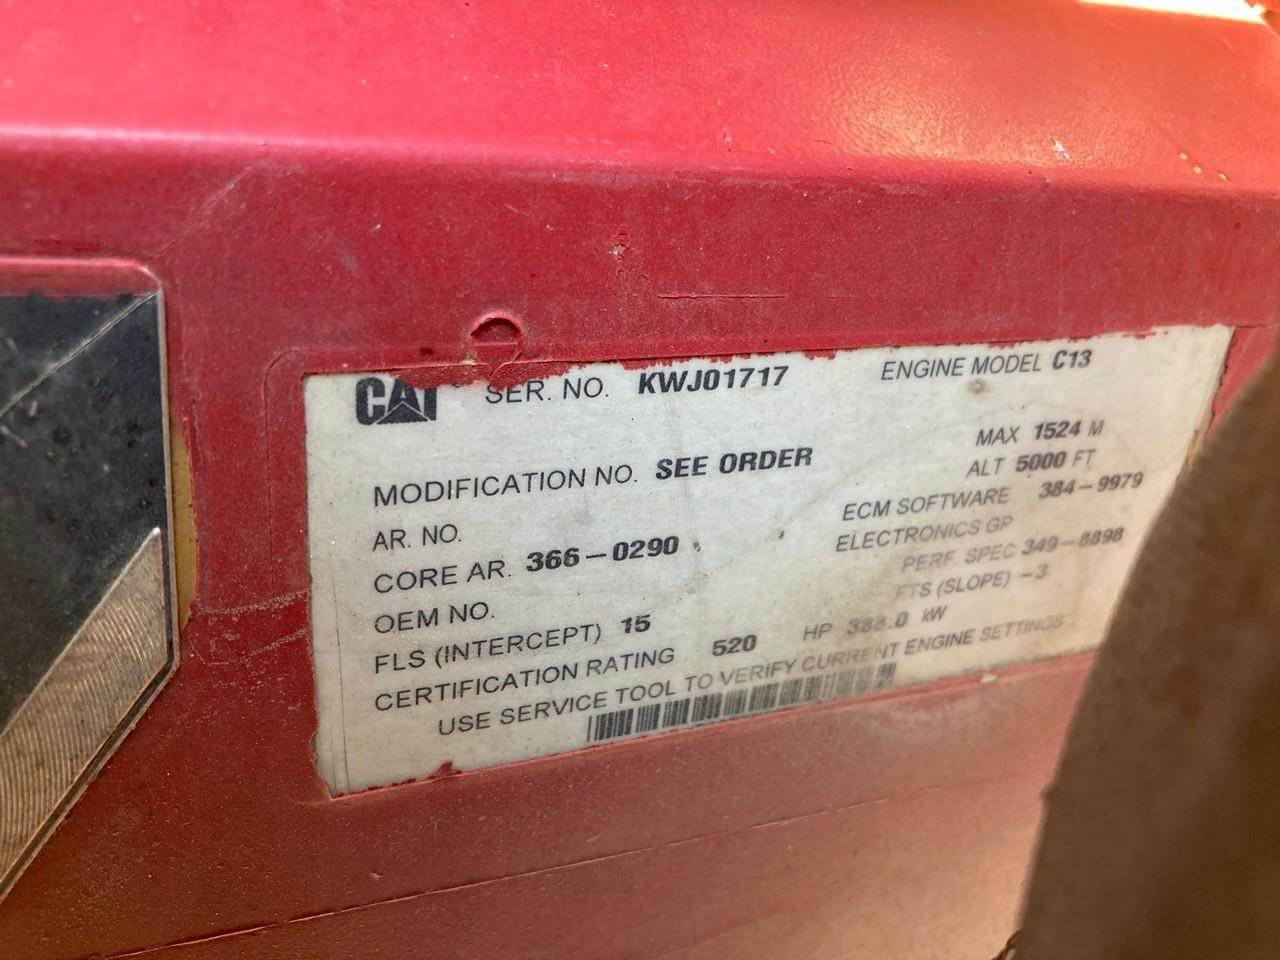 CAT SER. NO. KWJ01717 ENGINE MODEL C13
MODIFICATION NO. SEE ORDER MAX 1524 M
AR. NO. ALT 5000 FT
CORE AR. 366-0290 ECM SOFTWARE 384-9979
OEM NO. ELECTRONICS GP
FLS (INTERCEPT) 15 PERF. SPEC 349-8898
FTS (SLOPE) -3
CERTIFICATION RATING 520 HP 388.0 kW
USE SERVICE TOOL TO VERIFY CURRENT ENGINE SETTINGS